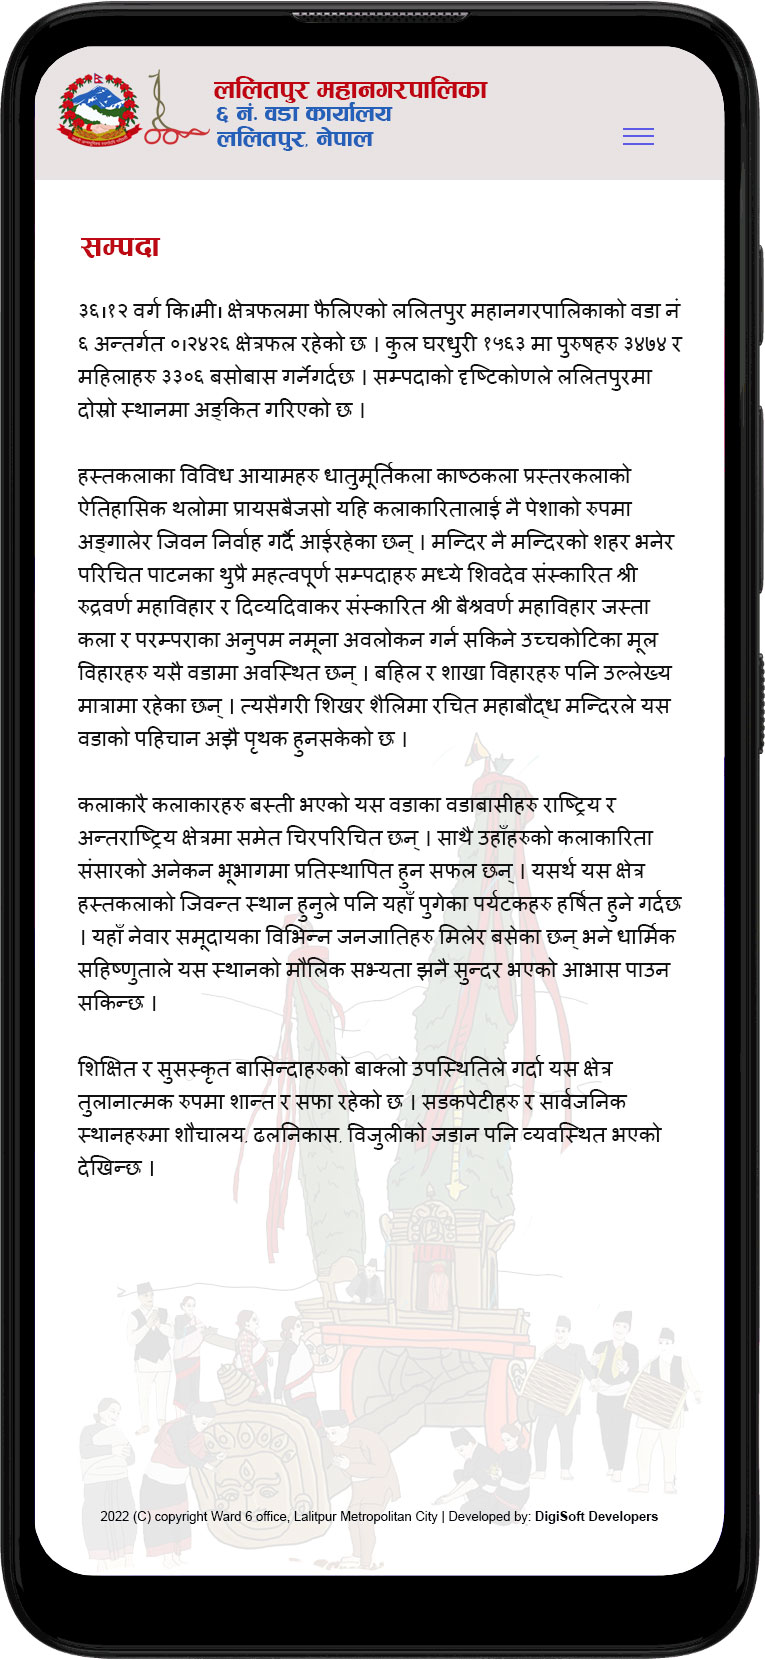 ललितपुर महानगरपालिका
६ नं. वडा कार्यालय
ललितपुर, नेपाल
सम्पदा
३६।१२ वर्ग कि।मी। क्षेत्रफलमा फैलिएको ललितपुर महानगरपालिकाको वडा नं
६ अन्तर्गत ०।२४२६ क्षेत्रफल रहेको छ । कुल घरधुरी १५६३ मा पुरुषहरु ३४७४ र
महिलाहरु ३३०६ बसोबास गर्नेगर्दछ । सम्पदाको दृष्टिकोणले ललितपुरमा
दोस्रो स्थानमा अङ्कित गरिएको छ ।
हस्तकलाका विविध आयामहरु धातुमूर्तिकला काष्ठकला प्रस्तरकलाको
ऐतिहासिक थलोमा प्रायसबैजसो यहि कलाकारितालाई नै पेशाको रुपमा
अङ्गालेर जिवन निर्वाह गर्दै आईरहेका छन् । मन्दिर नै मन्दिरको शहर भनेर
परिचित पाटनका थुप्रै महत्वपूर्ण सम्पदाहरु मध्ये शिवदेव संस्कारित श्री
रुद्रवर्ण महाविहार र दिव्यदिवाकर संस्कारित श्री बैश्रवर्ण महाविहार जस्ता
कला र परम्पराका अनुपम नमूना अवलोकन गर्न सकिने उच्चकोटिका मूल
विहारहरु यसै वडामा अवस्थित छन् । बहिल र शाखा विहारहरु पनि उल्लेख्य
मात्रामा रहेका छन् । त्यसैगरी शिखर शैलिमा रचित महाबौद्ध मन्दिरले यस
वडाको पहिचान अझै पृथक हुनसकेको छ ।
कलाकारै कलाकारहरु बस्ती भएको यस वडाका वडाबासीहरु राष्ट्रिय र
अन्तराष्ट्रिय क्षेत्रमा समेत चिरपरिचित छन् । साथै उहाँहरुको कलाकारिता
संसारको अनेकन भूभागमा प्रतिस्थापित हुन सफल छन् । यसर्थ यस क्षेत्र
हस्तकलाको जिवन्त स्थान हुनुले पनि यहाँ पुगेका पर्यटकहरु हर्षित हुने गर्दछ
। यहाँ नेवार समूदायका विभिन्न जनजातिहरु मिलेर बसेका छन् भने धार्मिक
सहिष्णुताले यस स्थानको मौलिक सभ्यता झनै सुन्दर भएको आभास पाउन
सकिन्छ ।
शिक्षित र सुसस्कृत बासिन्दाहरुको बाक्लो उपस्थितिले गर्दा यस क्षेत्र
तुलानात्मक रुपमा शान्त र सफा रहेको छ । सडकपेटीहरु र सार्वजनिक
स्थानहरुमा शौचालय, ढलनिकास, विजुलीको जडान पनि व्यवस्थित भएको
देखिन्छ ।
2022 (C) copyright Ward 6 office, Lalitpur Metropolitan City | Developed by: DigiSoft Developers